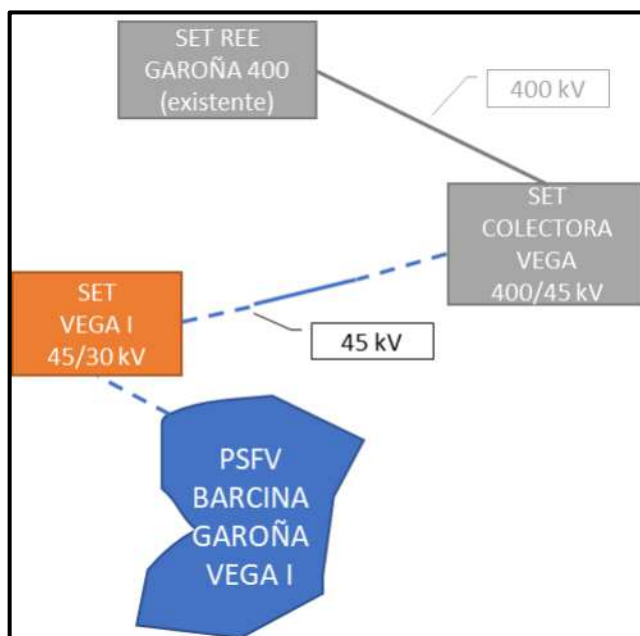 SET REE
GAROÑA 400
(existente)
400 kV
SET
COLECTORA
VEGA
400/45 kV
SET
VEGA I
45/30 kV
45 kV
PSFV
BARCINA
GAROÑA
VEGA I